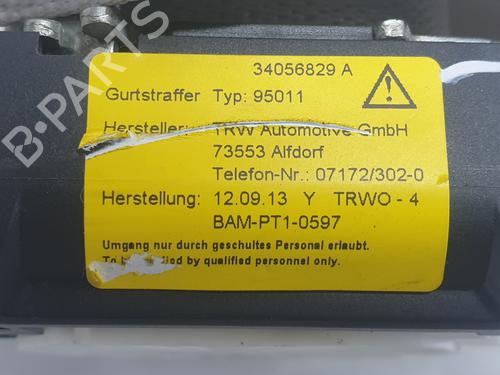 34056829 A
Gurtstraffer Typ: 95011
Hersteller: TRW Automotive GmbH
73553 Alfdorf
Telefon-Nr.: 07172/302-0
Herstellung: 12.09.13 Y TRWO - 4
BAM-PT1-0597
Umgang nur durch geschultes Personal erlaubt.
To be handled by qualified personnel only.
B-PARTS